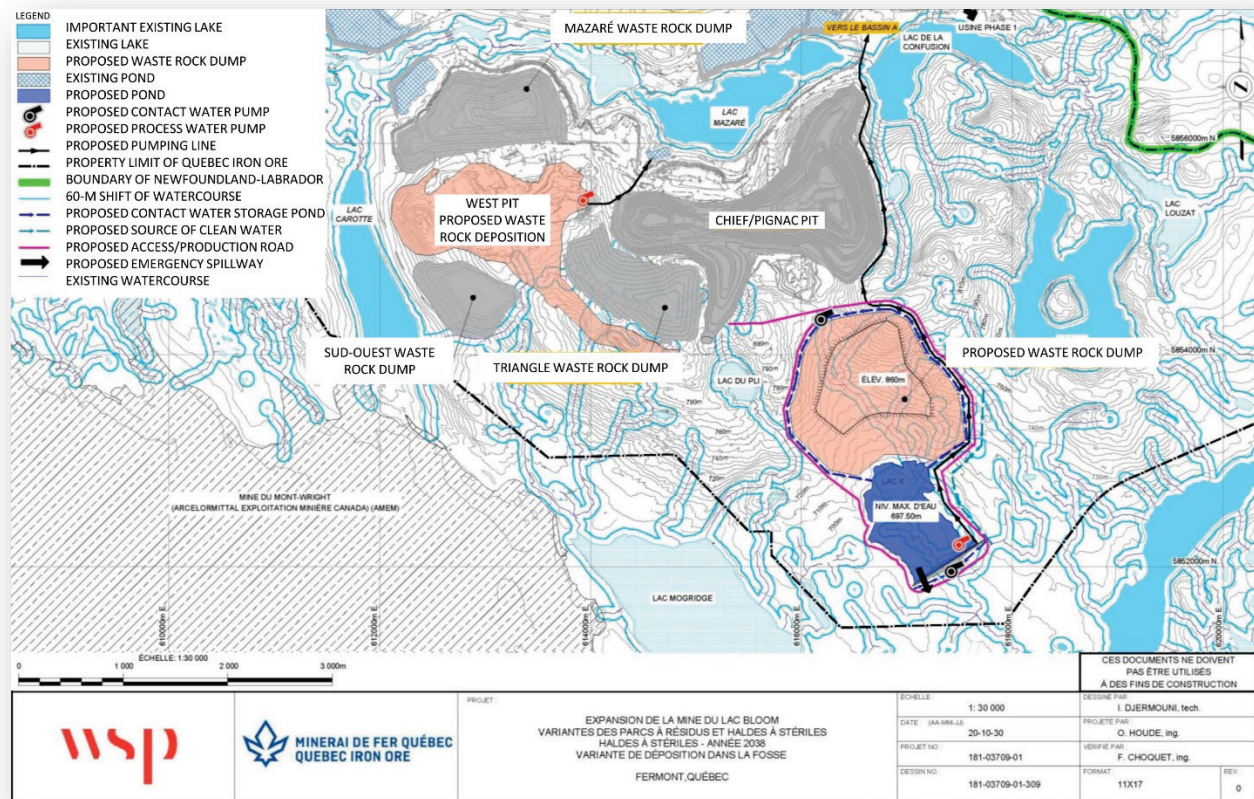 LEGEND
IMPORTANT EXISTING LAKE
EXISTING LAKE
PROPOSED WASTE ROCK DUMP
EXISTING POND
PROPOSED POND
PROPOSED CONTACT WATER PUMP
PROPOSED PROCESS WATER PUMP
PROPOSED PUMPING LINE
PROPERTY LIMIT OF QUEBEC IRON ORE
BOUNDARY OF NEWFOUNDLAND-LABRADOR
60-M SHIFT OF WATERCOURSE
PROPOSED CONTACT WATER STORAGE POND
PROPOSED SOURCE OF CLEAN WATER
PROPOSED ACCESS/PRODUCTION ROAD
PROPOSED EMERGENCY SPILLWAY
EXISTING WATERCOURSE
MAZARÉ WASTE ROCK DUMP
VERS LE BASSIN A
USINE PHASE 1
LAC DE LA
CONFUSION
LAC
MAZARÉ
5856000m N.
LAC
CAROTTE
WEST PIT
PROPOSED WASTE
ROCK DEPOSITION
CHIEF/PIGNAC PIT
LAC
LOUZAT
SUD-OUEST WASTE
ROCK DUMP
TRIANGLE WASTE ROCK DUMP
LAC DU PLI
PROPOSED WASTE ROCK DUMP
5854000m N.
ÉLÉV. 860m
800m
790m
780m
760m
740m
720m
710m
700m
740m
730m
LAC K
NIV. MAX. D'EAU
697.50m
MINE DU MONT-WRIGHT
(ARCELORMITTAL EXPLOITATION MINIÈRE CANADA) (AMEM)
5852000m N.
LAC MOGRIDGE
610000m E.
612000m E.
614000m E.
616000m E.
618000m E.
620000m E.
ÉCHELLE: 1:30 000
0 1 000 2 000 3 000m
CES DOCUMENTS NE DOIVENT
PAS ÊTRE UTILISÉS
À DES FINS DE CONSTRUCTION
wsp
MINERAI DE FER QUÉBEC
QUEBEC IRON ORE
PROJET :
EXPANSION DE LA MINE DU LAC BLOOM
VARIANTES DES PARCS À RÉSIDUS ET HALDES À STÉRILES
HALDES À STÉRILES - ANNÉE 2038
VARIANTE DE DÉPOSITION DANS LA FOSSE
FERMONT,QUÉBEC
ÉCHELLE :
1: 30 000
DESSINÉ PAR :
I. DJERMOUNI, tech.
DATE : (AA-MM-JJ)
20-10-30
PROJETÉ PAR :
O. HOUDE, ing.
PROJET NO :
181-03709-01
VÉRIFIÉ PAR :
F. CHOQUET, ing.
DESSIN NO :
181-03709-01-309
FORMAT :
11X17
REV. :
0